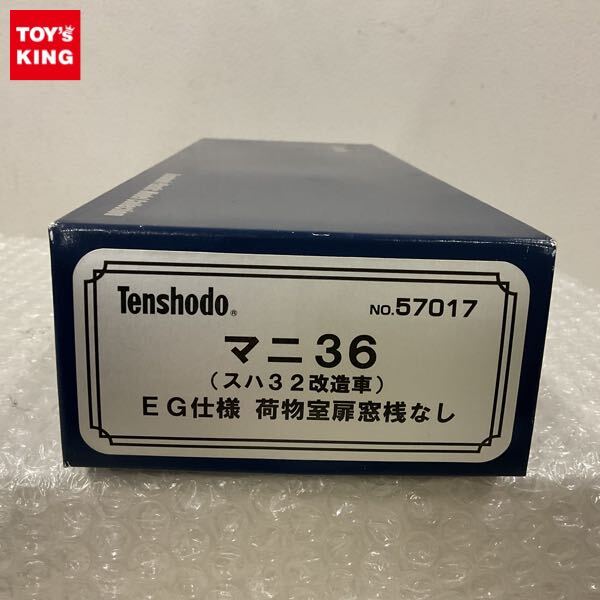 TOY's
KING
Tenshodo®
NO.57017
マニ36
(スハ32改造車)
EG仕様 荷物室扉窓桟なし